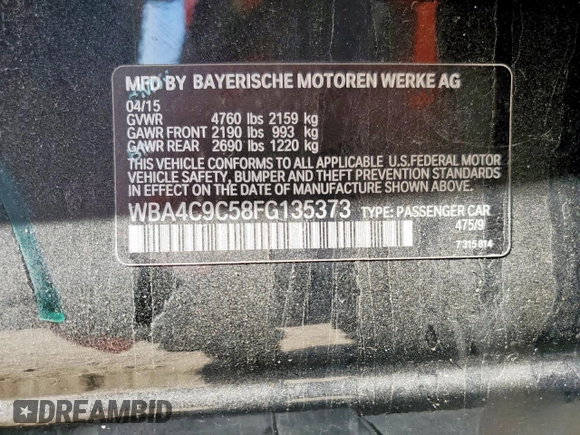 MFD BY BAYERISCHE MOTOREN WERKE AG
04/15
GVWR 4760 lbs 2159 kg
GAWR FRONT 2190 lbs 993 kg
GAWR REAR 2690 lbs 1220 kg
THIS VEHICLE CONFORMS TO ALL APPLICABLE U.S.FEDERAL MOTOR
VEHICLE SAFETY, BUMPER, AND THEFT PREVENTION STANDARDS IN
EFFECT ON THE DATE OF MANUFACTURE SHOWN ABOVE.
WBA4C9C58FG135373 TYPE: PASSENGER CAR
475/9
7315814
DREAMBID